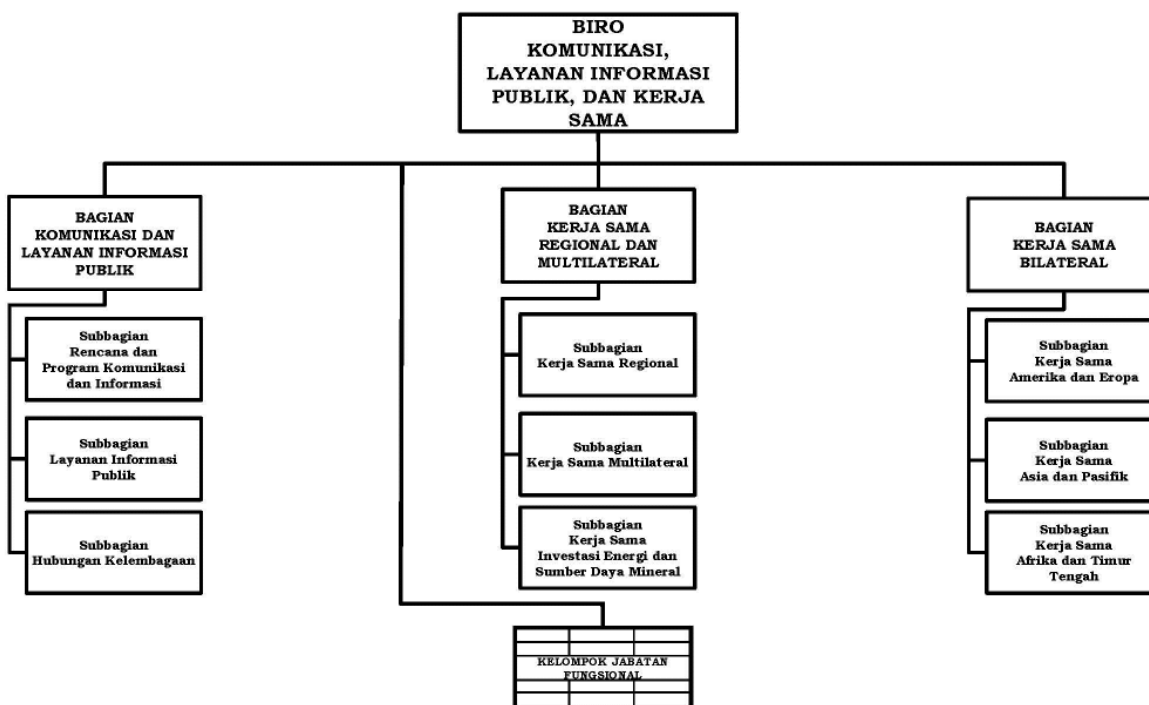 BIRO
KOMUNIKASI,
LAYANAN INFORMASI
PUBLIK, DAN KERJA
SAMA
BAGIAN
KOMUNIKASI DAN
LAYANAN INFORMASI
PUBLIK
Subbagian
Rencana dan
Program Komunikasi
dan Informasi
Subbagian
Layanan Informasi
Publik
Subbagian
Hubungan Kelembagaan
BAGIAN
KERJA SAMA
REGIONAL DAN
MULTILATERAL
Subbagian
Kerja Sama Regional
Subbagian
Kerja Sama Multilateral
Subbagian
Kerja Sama
Investasi Energi dan
Sumber Daya Mineral
BAGIAN
KERJA SAMA
BILATERAL
Subbagian
Kerja Sama
Amerika dan Eropa
Subbagian
Kerja Sama
Asia dan Pasifik
Subbagian
Kerja Sama
Afrika dan Timur
Tengah
KELOMPOK JABATAN
FUNGSIONAL